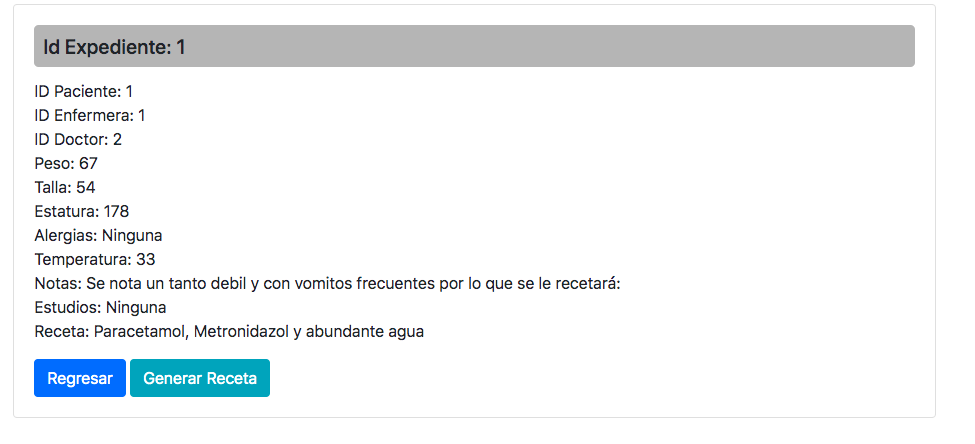 Id Expediente: 1
ID Paciente: 1
ID Enfermera: 1
ID Doctor: 2
Peso: 67
Talla: 54
Estatura: 178
Alergias: Ninguna
Temperatura: 33
Notas: Se nota un tanto debil y con vomitos frecuentes por lo que se le recetará:
Estudios: Ninguna
Receta: Paracetamol, Metronidazol y abundante agua
Regresar Generar Receta